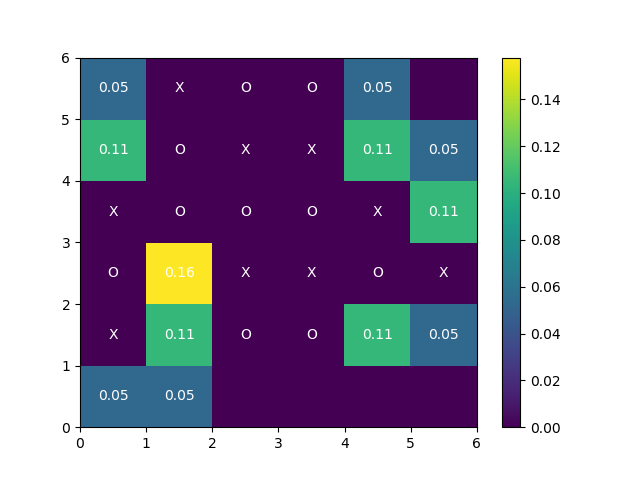 6
0.05 X O O 0.05
0.14
5
0.11 O X X 0.11 0.05
0.12
4
0.10
X O O O X 0.11
3
0.08
O 0.16 X X O X
0.06
2
X 0.11 O O 0.11 0.05
0.04
1
0.05 0.05
0.02
0
0.00
0 1 2 3 4 5 6